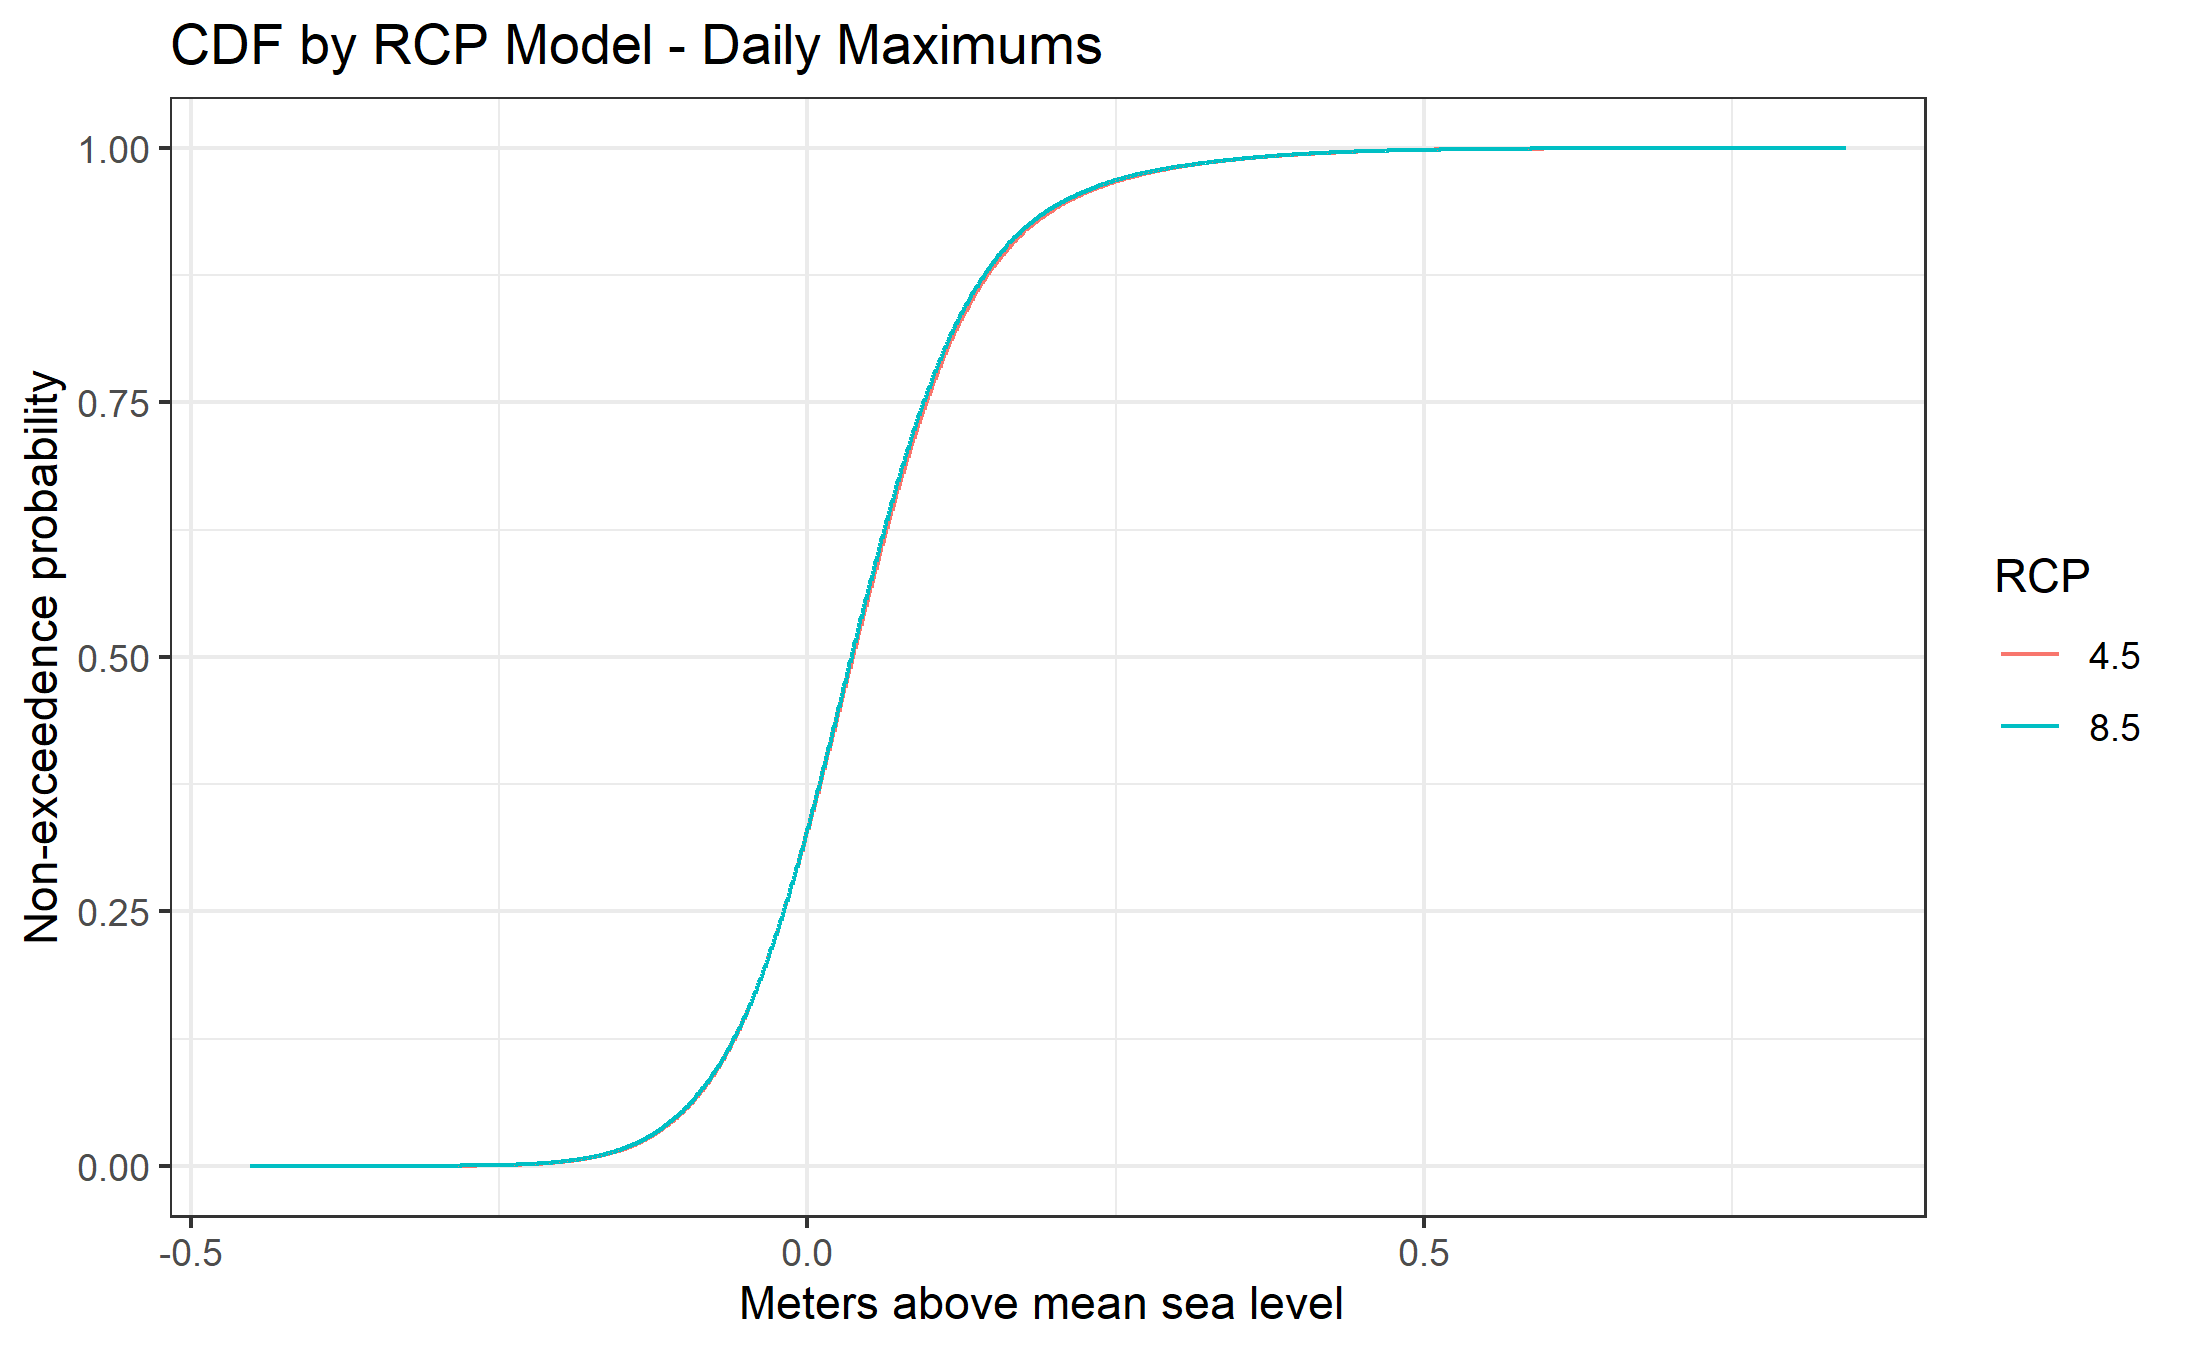 CDF by RCP Model - Daily Maximums
Non-exceedence probability
1.00
0.75
0.50
0.25
0.00
-0.5
0.0
0.5
Meters above mean sea level
RCP
4.5
8.5